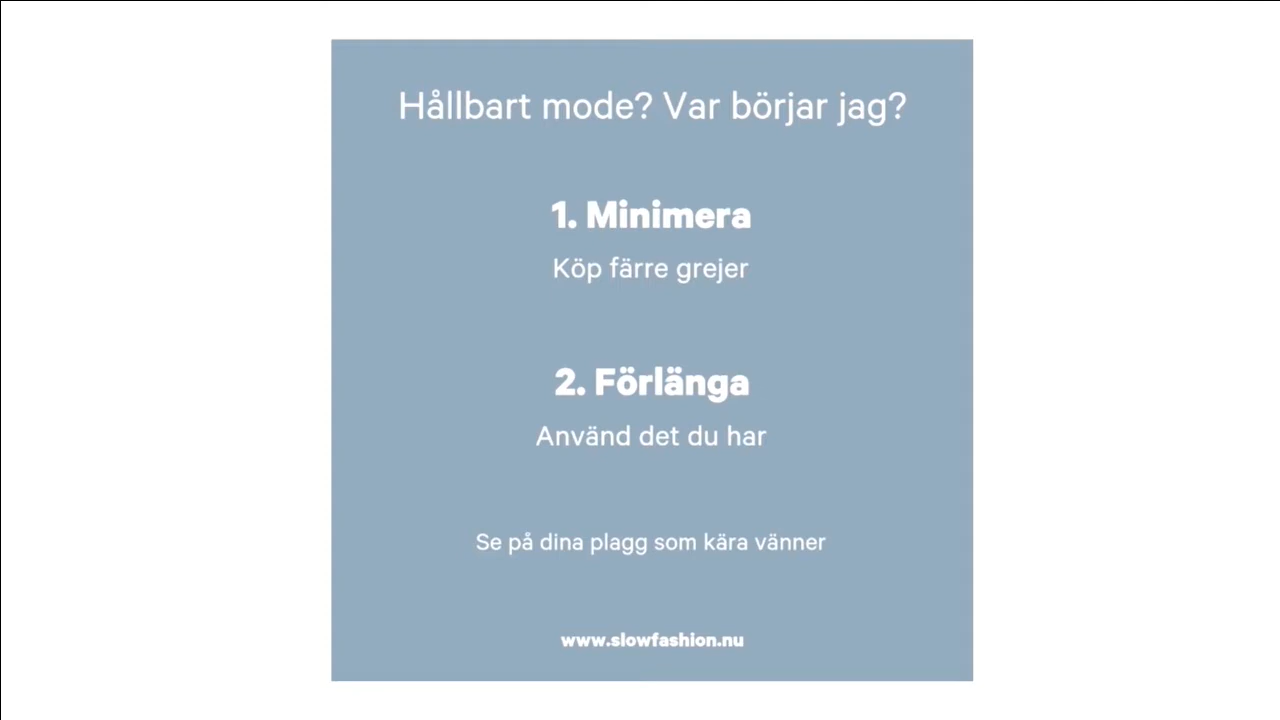 Hållbart mode? Var börjar jag?
1. Minimera
Köp färre grejer
2. Förlänga
Använd det du har
Se på dina plagg som kära vänner
www.slowfashion.nu